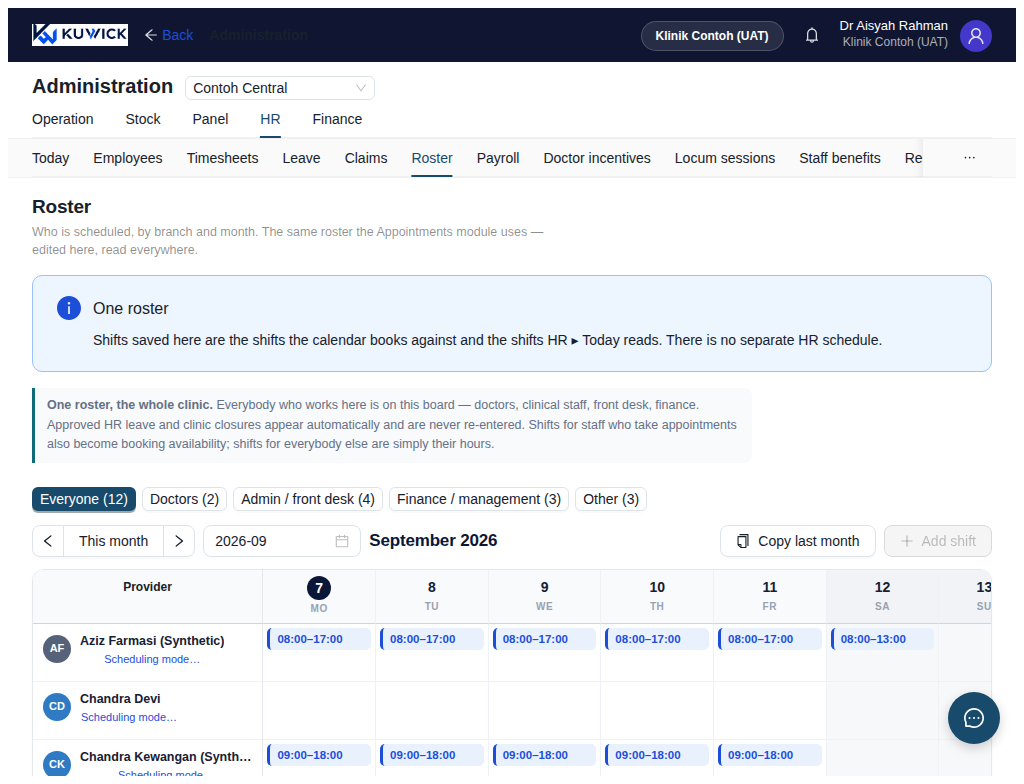 KUWICK
Back Administration
Klinik Contoh (UAT)
Dr Aisyah Rahman
Klinik Contoh (UAT)
Administration Contoh Central
Operation Stock Panel HR Finance
Today Employees Timesheets Leave Claims Roster Payroll Doctor incentives Locum sessions Staff benefits Re ···
Roster
Who is scheduled, by branch and month. The same roster the Appointments module uses —
edited here, read everywhere.
One roster
Shifts saved here are the shifts the calendar books against and the shifts HR ▸ Today reads. There is no separate HR schedule.
One roster, the whole clinic. Everybody who works here is on this board — doctors, clinical staff, front desk, finance.
Approved HR leave and clinic closures appear automatically and are never re-entered. Shifts for staff who take appointments
also become booking availability; shifts for everybody else are simply their hours.
Everyone (12) Doctors (2) Admin / front desk (4) Finance / management (3) Other (3)
This month 2026-09 September 2026 Copy last month Add shift
Provider 7 8 9 10 11 12 13
MO TU WE TH FR SA SU
AF Aziz Farmasi (Synthetic) 08:00–17:00 08:00–17:00 08:00–17:00 08:00–17:00 08:00–17:00 08:00–13:00
Scheduling mode…
CD Chandra Devi
Scheduling mode…
CK Chandra Kewangan (Synth… 09:00–18:00 09:00–18:00 09:00–18:00 09:00–18:00 09:00–18:00
Scheduling mode